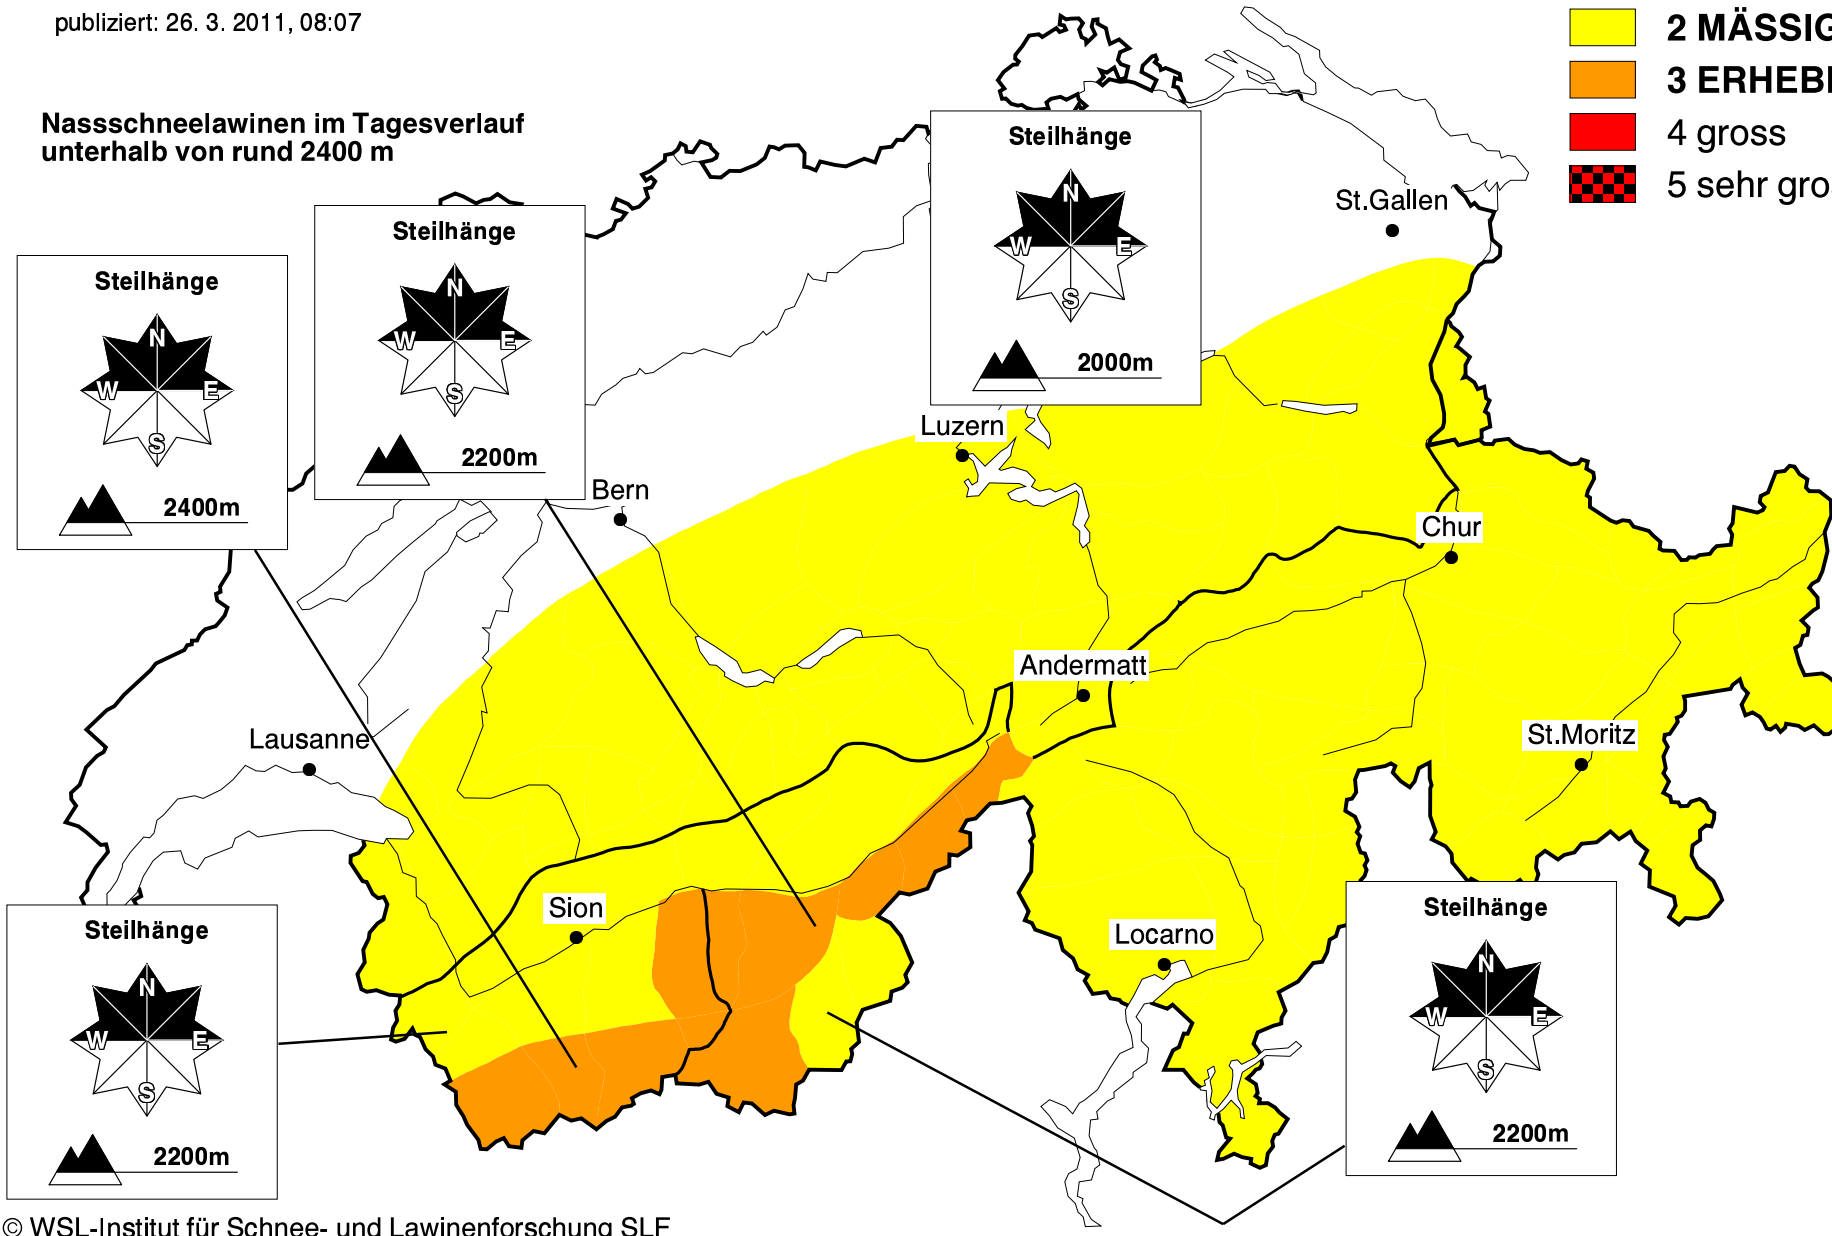 publiziert: 26. 3. 2011, 08:07
2 MÄSSIG
3 ERHEB
4 gross
5 sehr gro
Nassschneelawinen im Tagesverlauf
unterhalb von rund 2400 m
Steilhänge
N
W E
S
2000m
St.Gallen
Steilhänge
N
W E
S
2200m
Steilhänge
N
W E
S
2400m
Luzern
Bern
Chur
Andermatt
Lausanne
St.Moritz
Sion
Locarno
Steilhänge
N
W E
S
2200m
Steilhänge
N
W E
S
2200m
© WSL-Institut für Schnee- und Lawinenforschung SLF